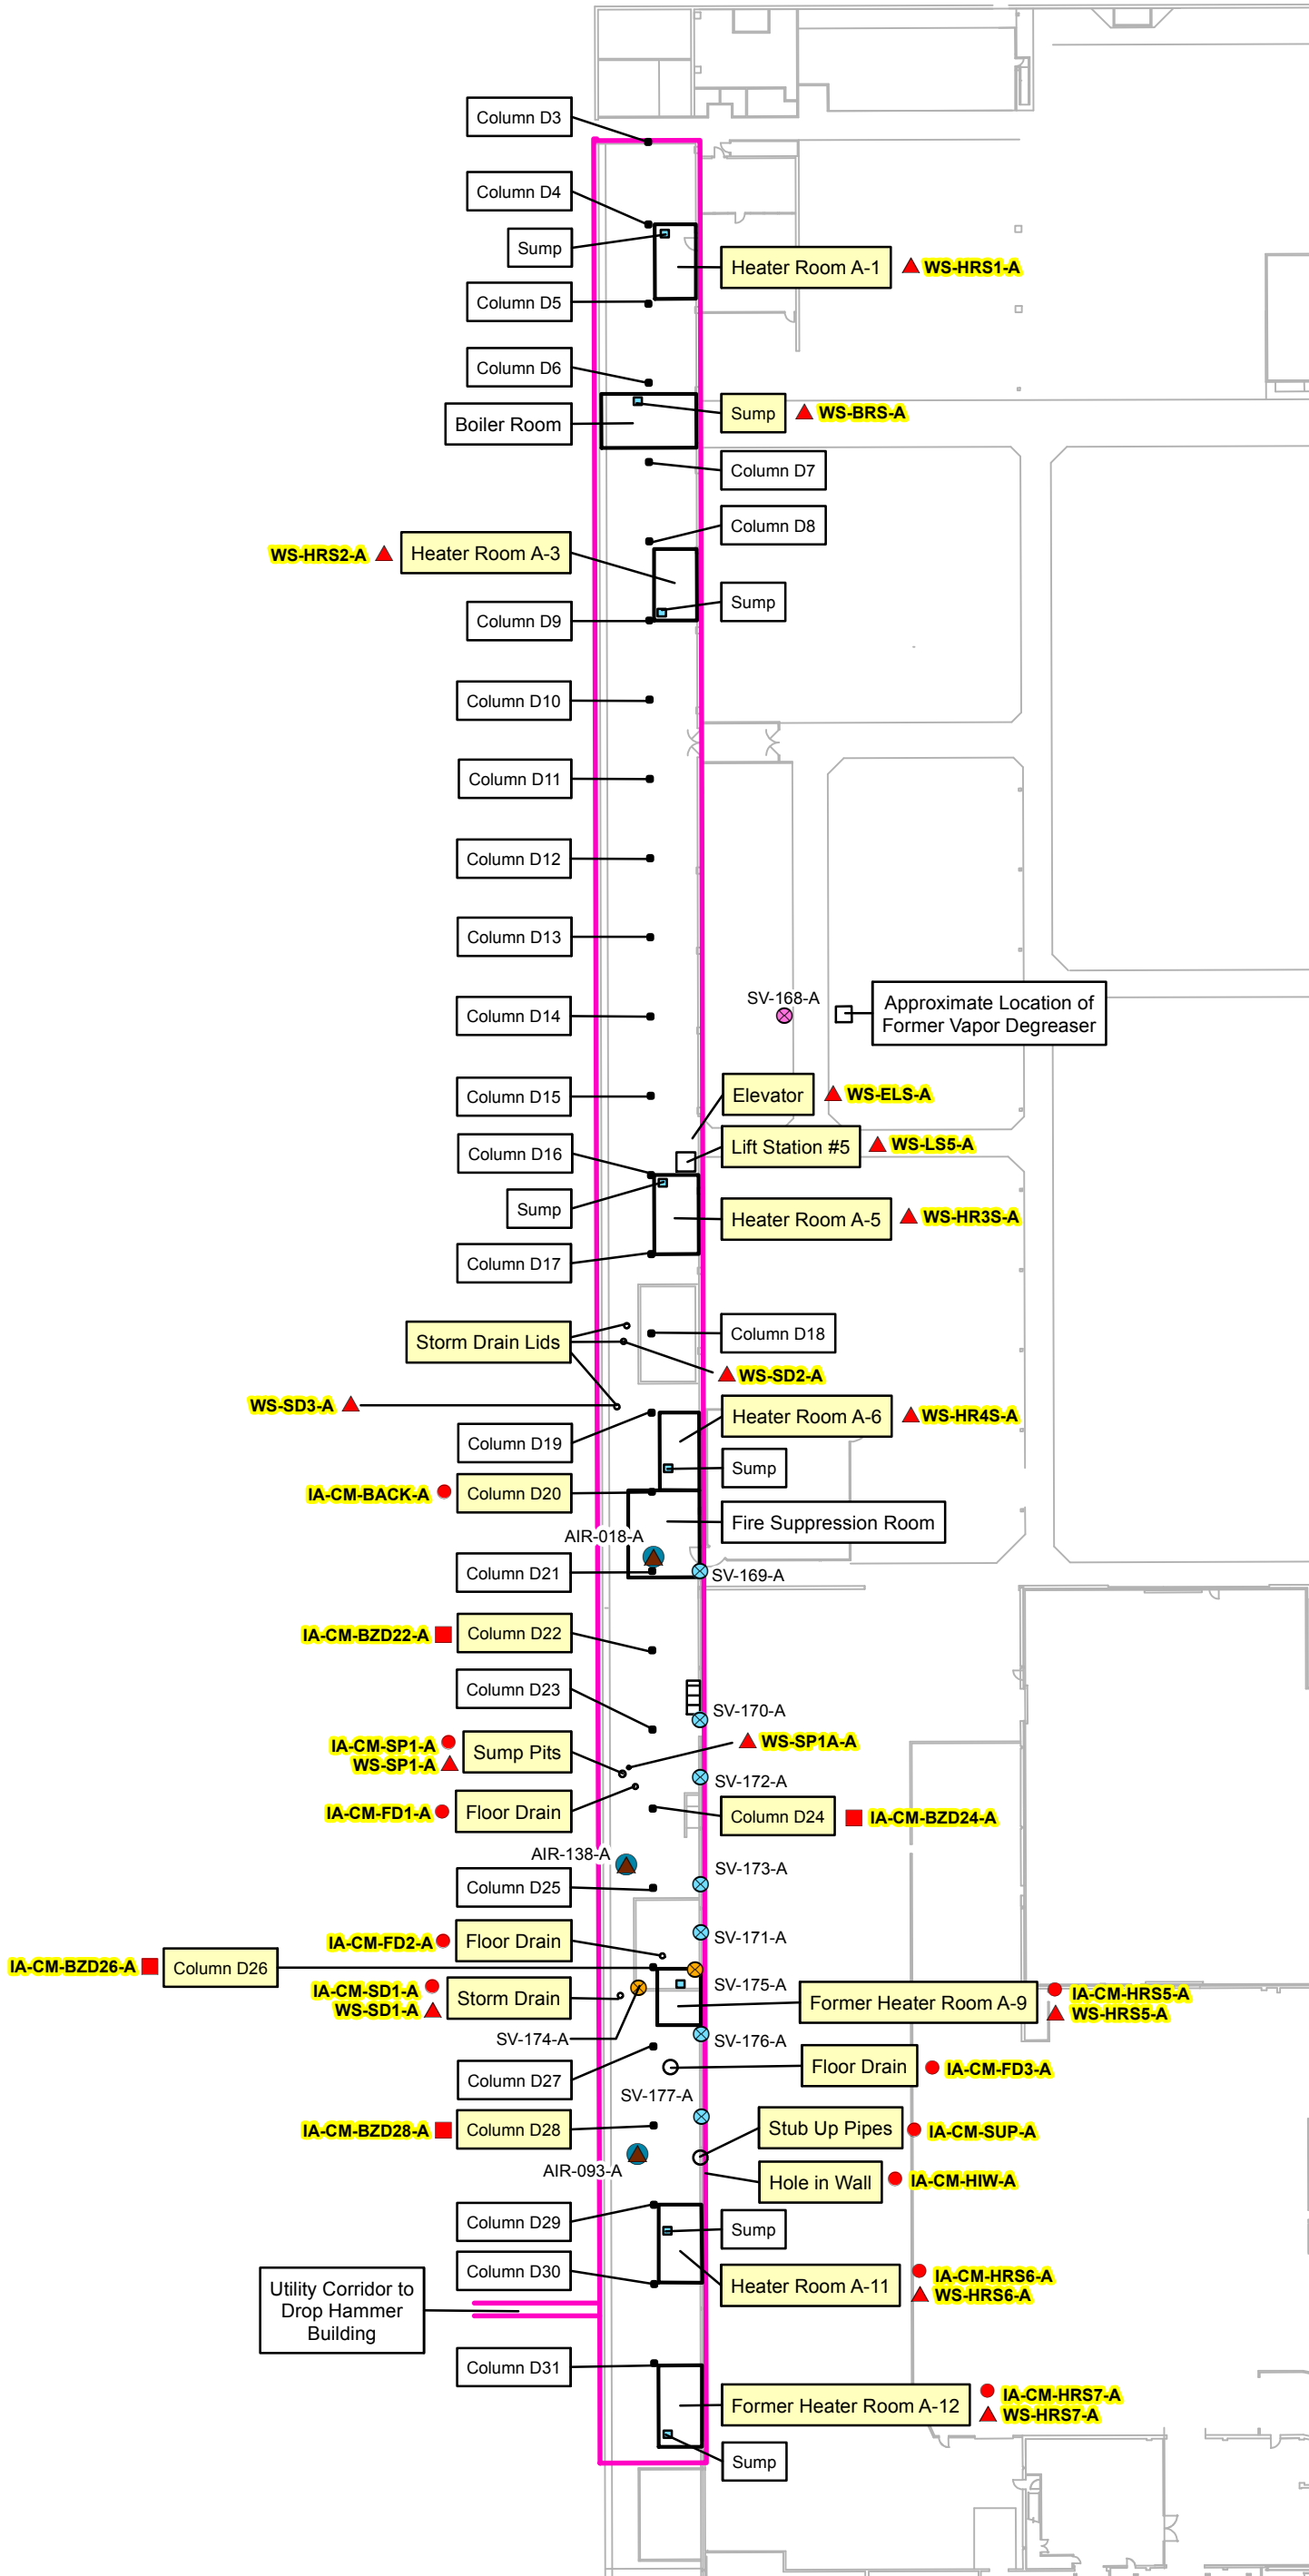 Column D3
Column D4
Sump
Heater Room A-1
WS-HRS1-A
Column D5
Column D6
Boiler Room
Sump
WS-BRS-A
Column D7
Column D8
WS-HRS2-A
Heater Room A-3
Sump
Column D9
Column D10
Column D11
Column D12
Column D13
SV-168-A
Approximate Location of
Former Vapor Degreaser
Column D14
Column D15
Elevator
WS-ELS-A
Lift Station #5
WS-LS5-A
Column D16
Sump
Heater Room A-5
WS-HR3S-A
Column D17
Storm Drain Lids
Column D18
WS-SD2-A
WS-SD3-A
Heater Room A-6
WS-HR4S-A
Column D19
Sump
IA-CM-BACK-A
Column D20
Fire Suppression Room
AIR-018-A
Column D21
SV-169-A
IA-CM-BZD22-A
Column D22
Column D23
SV-170-A
IA-CM-SP1-A
WS-SP1-A
Sump Pits
WS-SP1A-A
SV-172-A
IA-CM-FD1-A
Floor Drain
Column D24
IA-CM-BZD24-A
AIR-138-A
SV-173-A
Column D25
IA-CM-FD2-A
Floor Drain
SV-171-A
IA-CM-BZD26-A
Column D26
IA-CM-SD1-A
WS-SD1-A
Storm Drain
SV-175-A
Former Heater Room A-9
IA-CM-HRS5-A
WS-HRS5-A
SV-174-A
SV-176-A
Floor Drain
IA-CM-FD3-A
Column D27
SV-177-A
IA-CM-BZD28-A
Column D28
Stub Up Pipes
IA-CM-SUP-A
AIR-093-A
Hole in Wall
IA-CM-HIW-A
Column D29
Sump
Column D30
Heater Room A-11
IA-CM-HRS6-A
WS-HRS6-A
Utility Corridor to
Drop Hammer
Building
Column D31
Former Heater Room A-12
IA-CM-HRS7-A
WS-HRS7-A
Sump